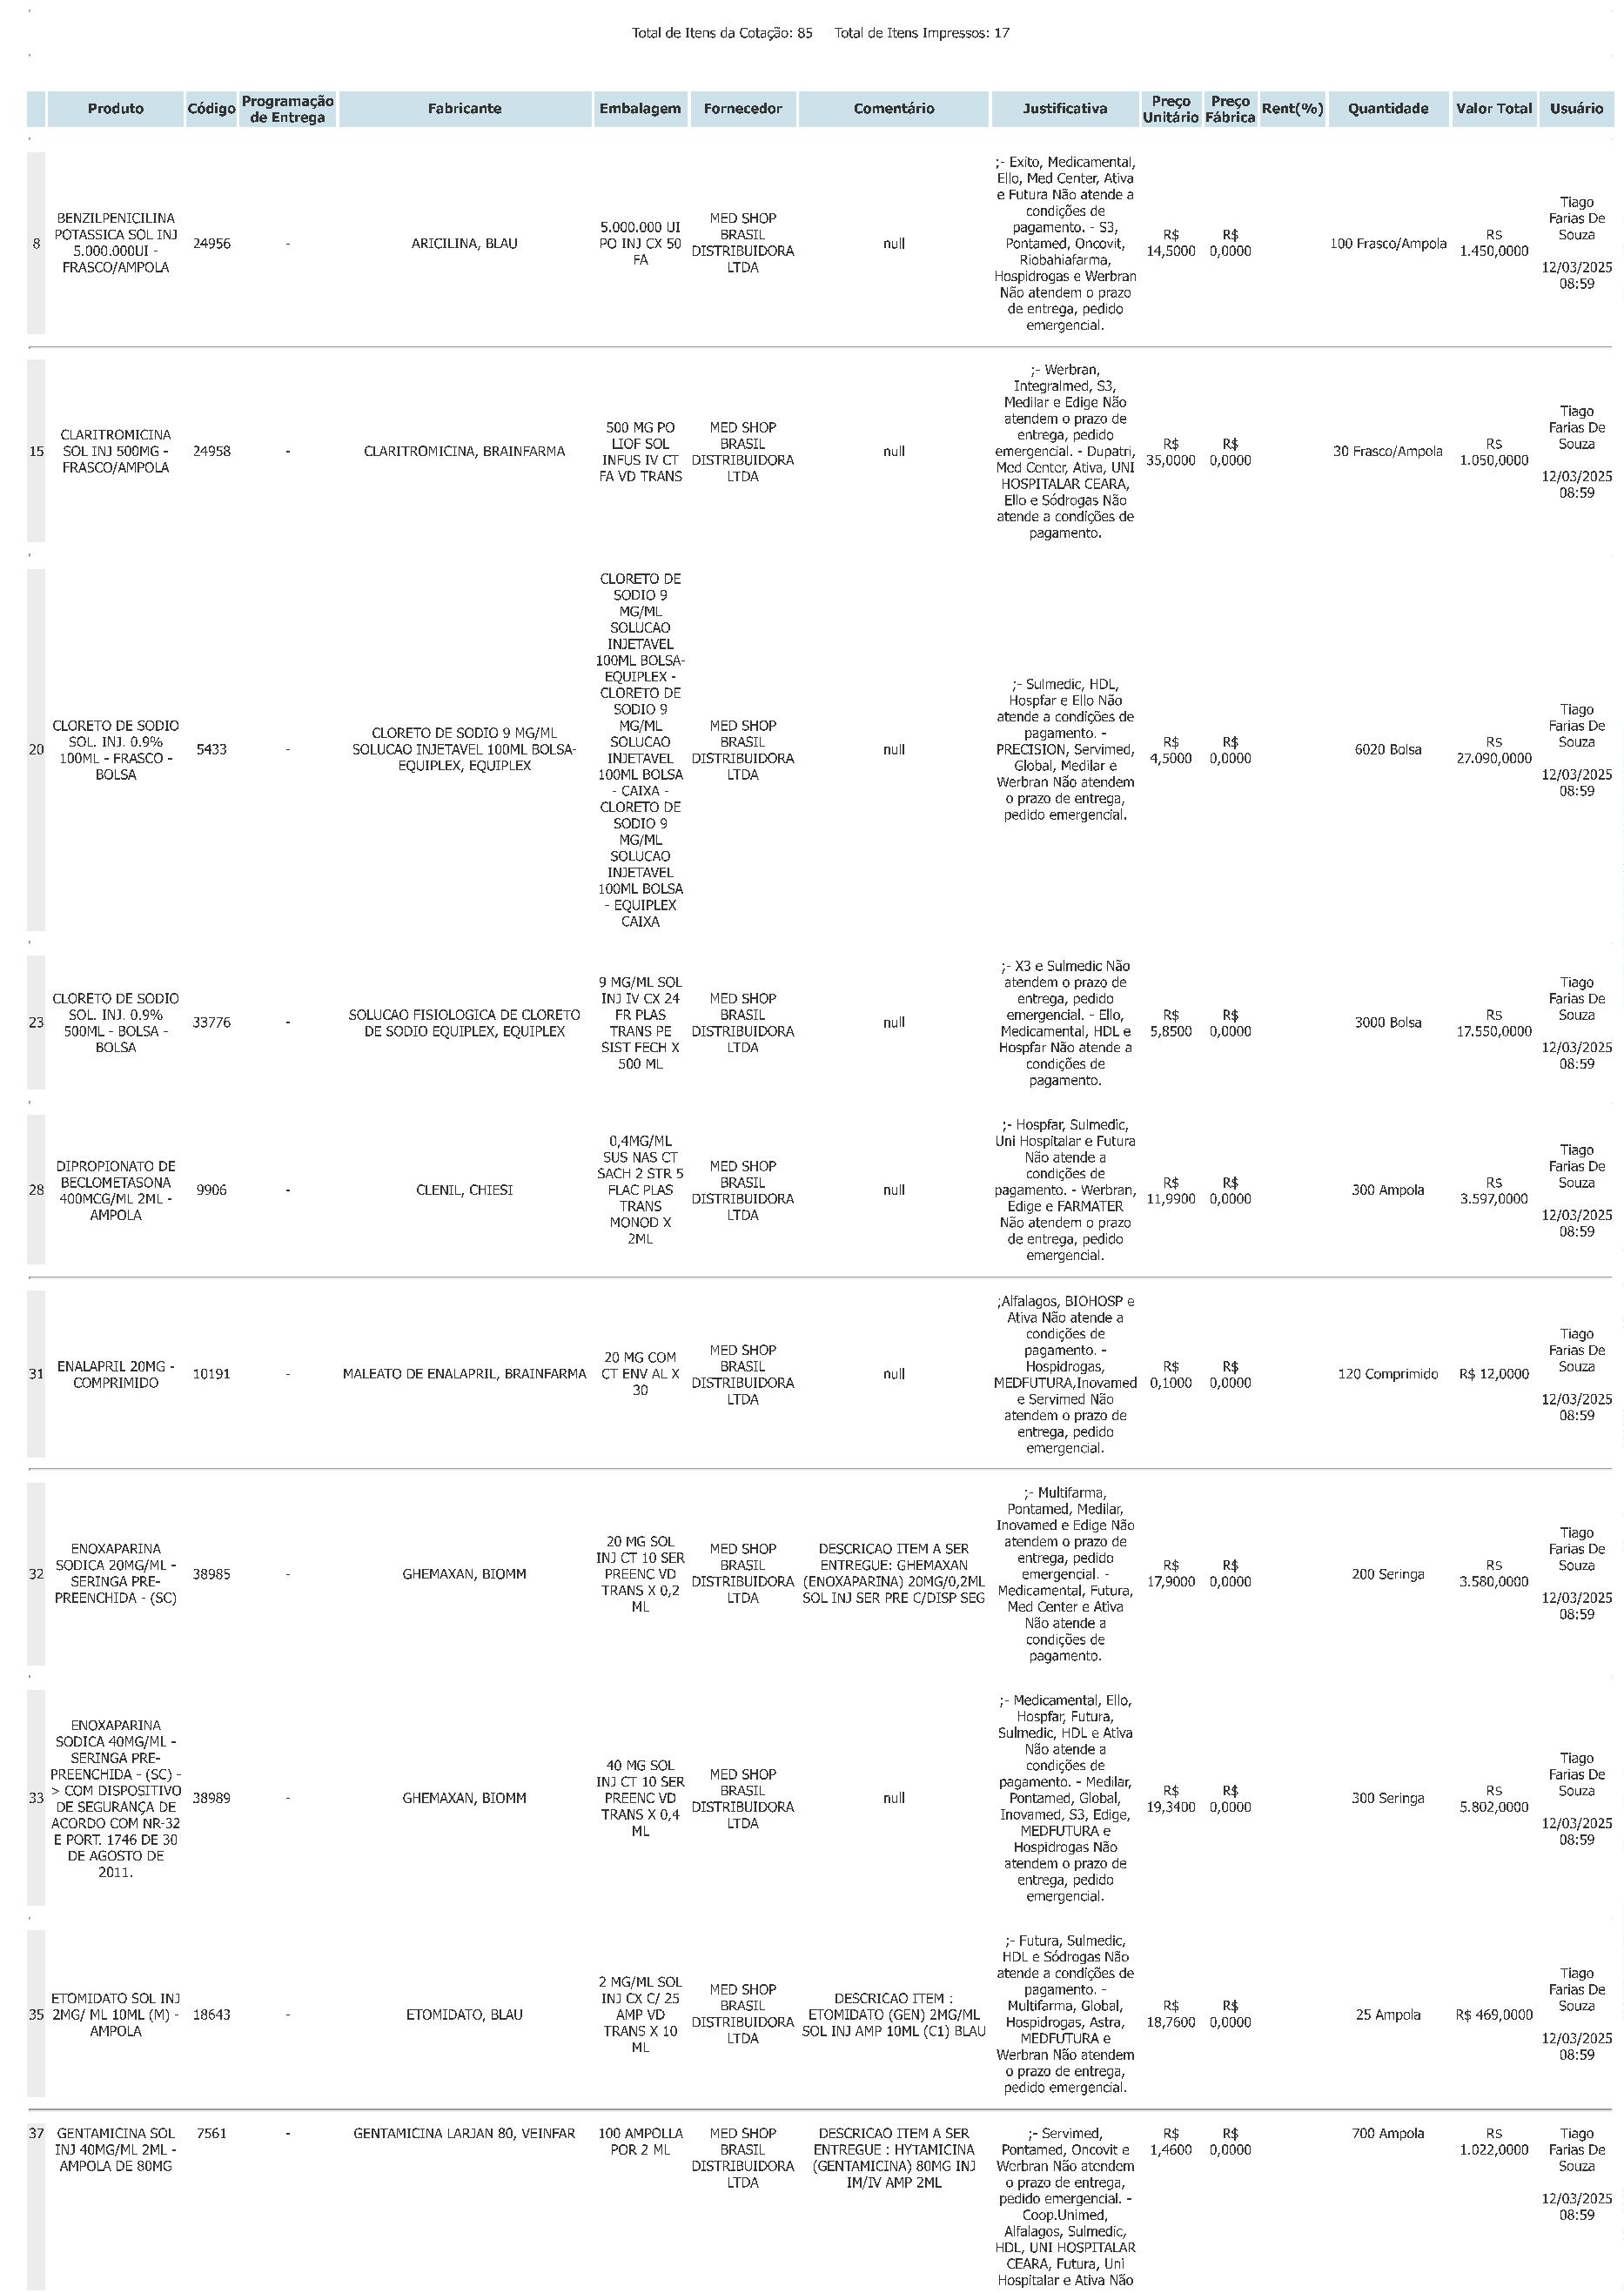 Total de Itens da Cotação: 85 Total de Itens Impressos: 17
Produto Código Programação de Entrega Fabricante Embalagem Fornecedor Comentário Justificativa Preço Unitário Preço Fábrica Rent(%) Quantidade Valor Total Usuário
8
BENZILPENICILINA
POTASSICA SOL INJ
5.000.000UI -
FRASCO/AMPOLA
24956
-
ARICILINA, BLAU
5.000.000 UI
PO INJ CX 50
FA
MED SHOP
BRASIL
DISTRIBUIDORA
LTDA
null
;- Exito, Medicamental,
Ello, Med Center, Ativa
e Futura Não atende a
condições de
pagamento. - S3,
Pontamed, Oncovit,
Riobahiafarma,
Hospidrogas e Werbran
Não atendem o prazo
de entrega, pedido
emergencial.
R$
14,5000
R$
0,0000
100 Frasco/Ampola
R$
1.450,0000
Tiago
Farias De
Souza
12/03/2025
08:59
15
CLARITROMICINA
SOL INJ 500MG -
FRASCO/AMPOLA
24958
-
CLARITROMICINA, BRAINFARMA
500 MG PO
LIOF SOL
INFUS IV CT
FA VD TRANS
MED SHOP
BRASIL
DISTRIBUIDORA
LTDA
null
;- Werbran,
Integralmed, S3,
Medilar e Edige Não
atendem o prazo de
entrega, pedido
emergencial. - Dupatri,
Med Center, Ativa, UNI
HOSPITALAR CEARA,
Ello e Sódrogas Não
atende a condições de
pagamento.
R$
35,0000
R$
0,0000
30 Frasco/Ampola
R$
1.050,0000
Tiago
Farias De
Souza
12/03/2025
08:59
20
CLORETO DE SODIO
SOL. INJ. 0.9%
100ML - FRASCO -
BOLSA
5433
-
CLORETO DE SODIO 9 MG/ML
SOLUCAO INJETAVEL 100ML BOLSA-
EQUIPLEX, EQUIPLEX
CLORETO DE
SODIO 9
MG/ML
SOLUCAO
INJETAVEL
100ML BOLSA-
EQUIPLEX -
CLORETO DE
SODIO 9
MG/ML
SOLUCAO
INJETAVEL
100ML BOLSA
- CAIXA -
CLORETO DE
SODIO 9
MG/ML
SOLUCAO
INJETAVEL
100ML BOLSA
- EQUIPLEX
CAIXA
MED SHOP
BRASIL
DISTRIBUIDORA
LTDA
null
;- Sulmedic, HDL,
Hospfar e Ello Não
atende a condições de
pagamento. -
PRECISION, Servimed,
Global, Medilar e
Werbran Não atendem
o prazo de entrega,
pedido emergencial.
R$
4,5000
R$
0,0000
6020 Bolsa
R$
27.090,0000
Tiago
Farias De
Souza
12/03/2025
08:59
23
CLORETO DE SODIO
SOL. INJ. 0.9%
500ML - BOLSA -
BOLSA
33776
-
SOLUCAO FISIOLOGICA DE CLORETO
DE SODIO EQUIPLEX, EQUIPLEX
9 MG/ML SOL
INJ IV CX 24
FR PLAS
TRANS PE
SIST FECH X
500 ML
MED SHOP
BRASIL
DISTRIBUIDORA
LTDA
null
;- X3 e Sulmedic Não
atendem o prazo de
entrega, pedido
emergencial. - Ello,
Medicamental, HDL e
Hospfar Não atende a
condições de
pagamento.
R$
5,8500
R$
0,0000
3000 Bolsa
R$
17.550,0000
Tiago
Farias De
Souza
12/03/2025
08:59
28
DIPROPIONATO DE
BECLOMETASONA
400MCG/ML 2ML -
AMPOLA
9906
-
CLENIL, CHIESI
0,4MG/ML
SUS NAS CT
SACH 2 STR 5
FLAC PLAS
TRANS
MONOD X
2ML
MED SHOP
BRASIL
DISTRIBUIDORA
LTDA
null
;- Hospfar, Sulmedic,
Uni Hospitalar e Futura
Não atende a
condições de
pagamento. - Werbran,
Edige e FARMATER
Não atendem o prazo
de entrega, pedido
emergencial.
R$
11,9900
R$
0,0000
300 Ampola
R$
3.597,0000
Tiago
Farias De
Souza
12/03/2025
08:59
31
ENALAPRIL 20MG -
COMPRIMIDO
10191
-
MALEATO DE ENALAPRIL, BRAINFARMA
20 MG COM
CT ENV AL X
30
MED SHOP
BRASIL
DISTRIBUIDORA
LTDA
null
;Alfalagos, BIOHOSP e
Ativa Não atende a
condições de
pagamento. -
Hospidrogas,
MEDFUTURA,Inovamed
e Servimed Não
atendem o prazo de
entrega, pedido
emergencial.
R$
0,1000
R$
0,0000
120 Comprimido
R$ 12,0000
Tiago
Farias De
Souza
12/03/2025
08:59
32
ENOXAPARINA
SODICA 20MG/ML -
SERINGA PRE-
PREENCHIDA - (SC)
38985
-
GHEMAXAN, BIOMM
20 MG SOL
INJ CT 10 SER
PREENC VD
TRANS X 0,2
ML
MED SHOP
BRASIL
DISTRIBUIDORA
LTDA
DESCRICAO ITEM A SER
ENTREGUE: GHEMAXAN
(ENOXAPARINA) 20MG/0,2ML
SOL INJ SER PRE C/DISP SEG
;- Multifarma,
Pontamed, Medilar,
Inovamed e Edige Não
atendem o prazo de
entrega, pedido
emergencial. -
Medicamental, Futura,
Med Center e Ativa
Não atende a
condições de
pagamento.
R$
17,9000
R$
0,0000
200 Seringa
R$
3.580,0000
Tiago
Farias De
Souza
12/03/2025
08:59
33
ENOXAPARINA
SODICA 40MG/ML -
SERINGA PRE-
PREENCHIDA - (SC) -
> COM DISPOSITIVO
DE SEGURANÇA DE
ACORDO COM NR-32
E PORT. 1746 DE 30
DE AGOSTO DE
2011.
38989
-
GHEMAXAN, BIOMM
40 MG SOL
INJ CT 10 SER
PREENC VD
TRANS X 0,4
ML
MED SHOP
BRASIL
DISTRIBUIDORA
LTDA
null
;- Medicamental, Ello,
Hospfar, Futura,
Sulmedic, HDL e Ativa
Não atende a
condições de
pagamento. - Medilar,
Pontamed, Global,
Inovamed, S3, Edige,
MEDFUTURA e
Hospidrogas Não
atendem o prazo de
entrega, pedido
emergencial.
R$
19,3400
R$
0,0000
300 Seringa
R$
5.802,0000
Tiago
Farias De
Souza
12/03/2025
08:59
35
ETOMIDATO SOL INJ
2MG/ ML 10ML (M) -
AMPOLA
18643
-
ETOMIDATO, BLAU
2 MG/ML SOL
INJ CX C/ 25
AMP VD
TRANS X 10
ML
MED SHOP
BRASIL
DISTRIBUIDORA
LTDA
DESCRICAO ITEM :
ETOMIDATO (GEN) 2MG/ML
SOL INJ AMP 10ML (C1) BLAU
;- Futura, Sulmedic,
HDL e Sódrogas Não
atende a condições de
pagamento. -
Multifarma, Global,
Hospidrogas, Astra,
MEDFUTURA e
Werbran Não atendem
o prazo de entrega,
pedido emergencial.
R$
18,7600
R$
0,0000
25 Ampola
R$ 469,0000
Tiago
Farias De
Souza
12/03/2025
08:59
37
GENTAMICINA SOL
INJ 40MG/ML 2ML -
AMPOLA DE 80MG
7561
-
GENTAMICINA LARJAN 80, VEINFAR
100 AMPOLLA
POR 2 ML
MED SHOP
BRASIL
DISTRIBUIDORA
LTDA
DESCRICAO ITEM A SER
ENTREGUE : HYTAMICINA
(GENTAMICINA) 80MG INJ
IM/IV AMP 2ML
;- Servimed,
Pontamed, Oncovit e
Werbran Não atendem
o prazo de entrega,
pedido emergencial. -
Coop.Unimed,
Alfalagos, Sulmedic,
HDL, UNI HOSPITALAR
CEARA, Futura, Uni
Hospitalar e Ativa Não
R$
1,4600
R$
0,0000
700 Ampola
R$
1.022,0000
Tiago
Farias De
Souza
12/03/2025
08:59